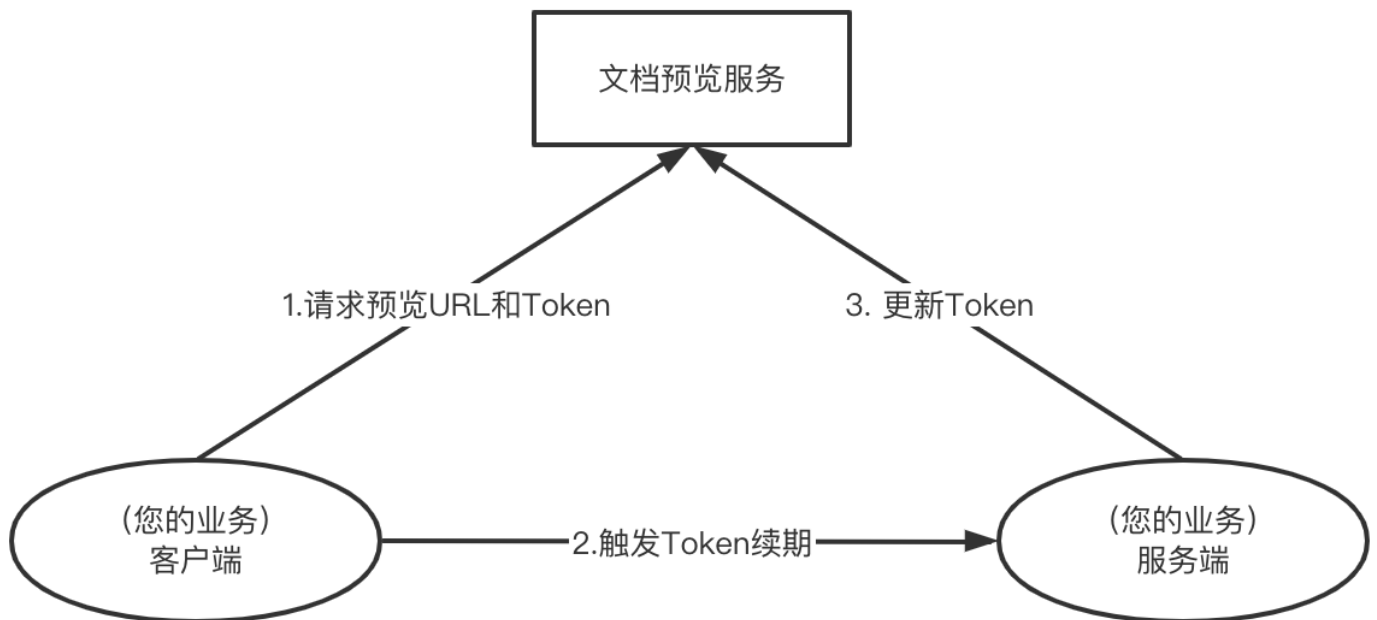 文档预览服务
1.请求预览URL和Token
3. 更新Token
(您的业务)
客户端
2.触发Token续期
(您的业务)
服务端